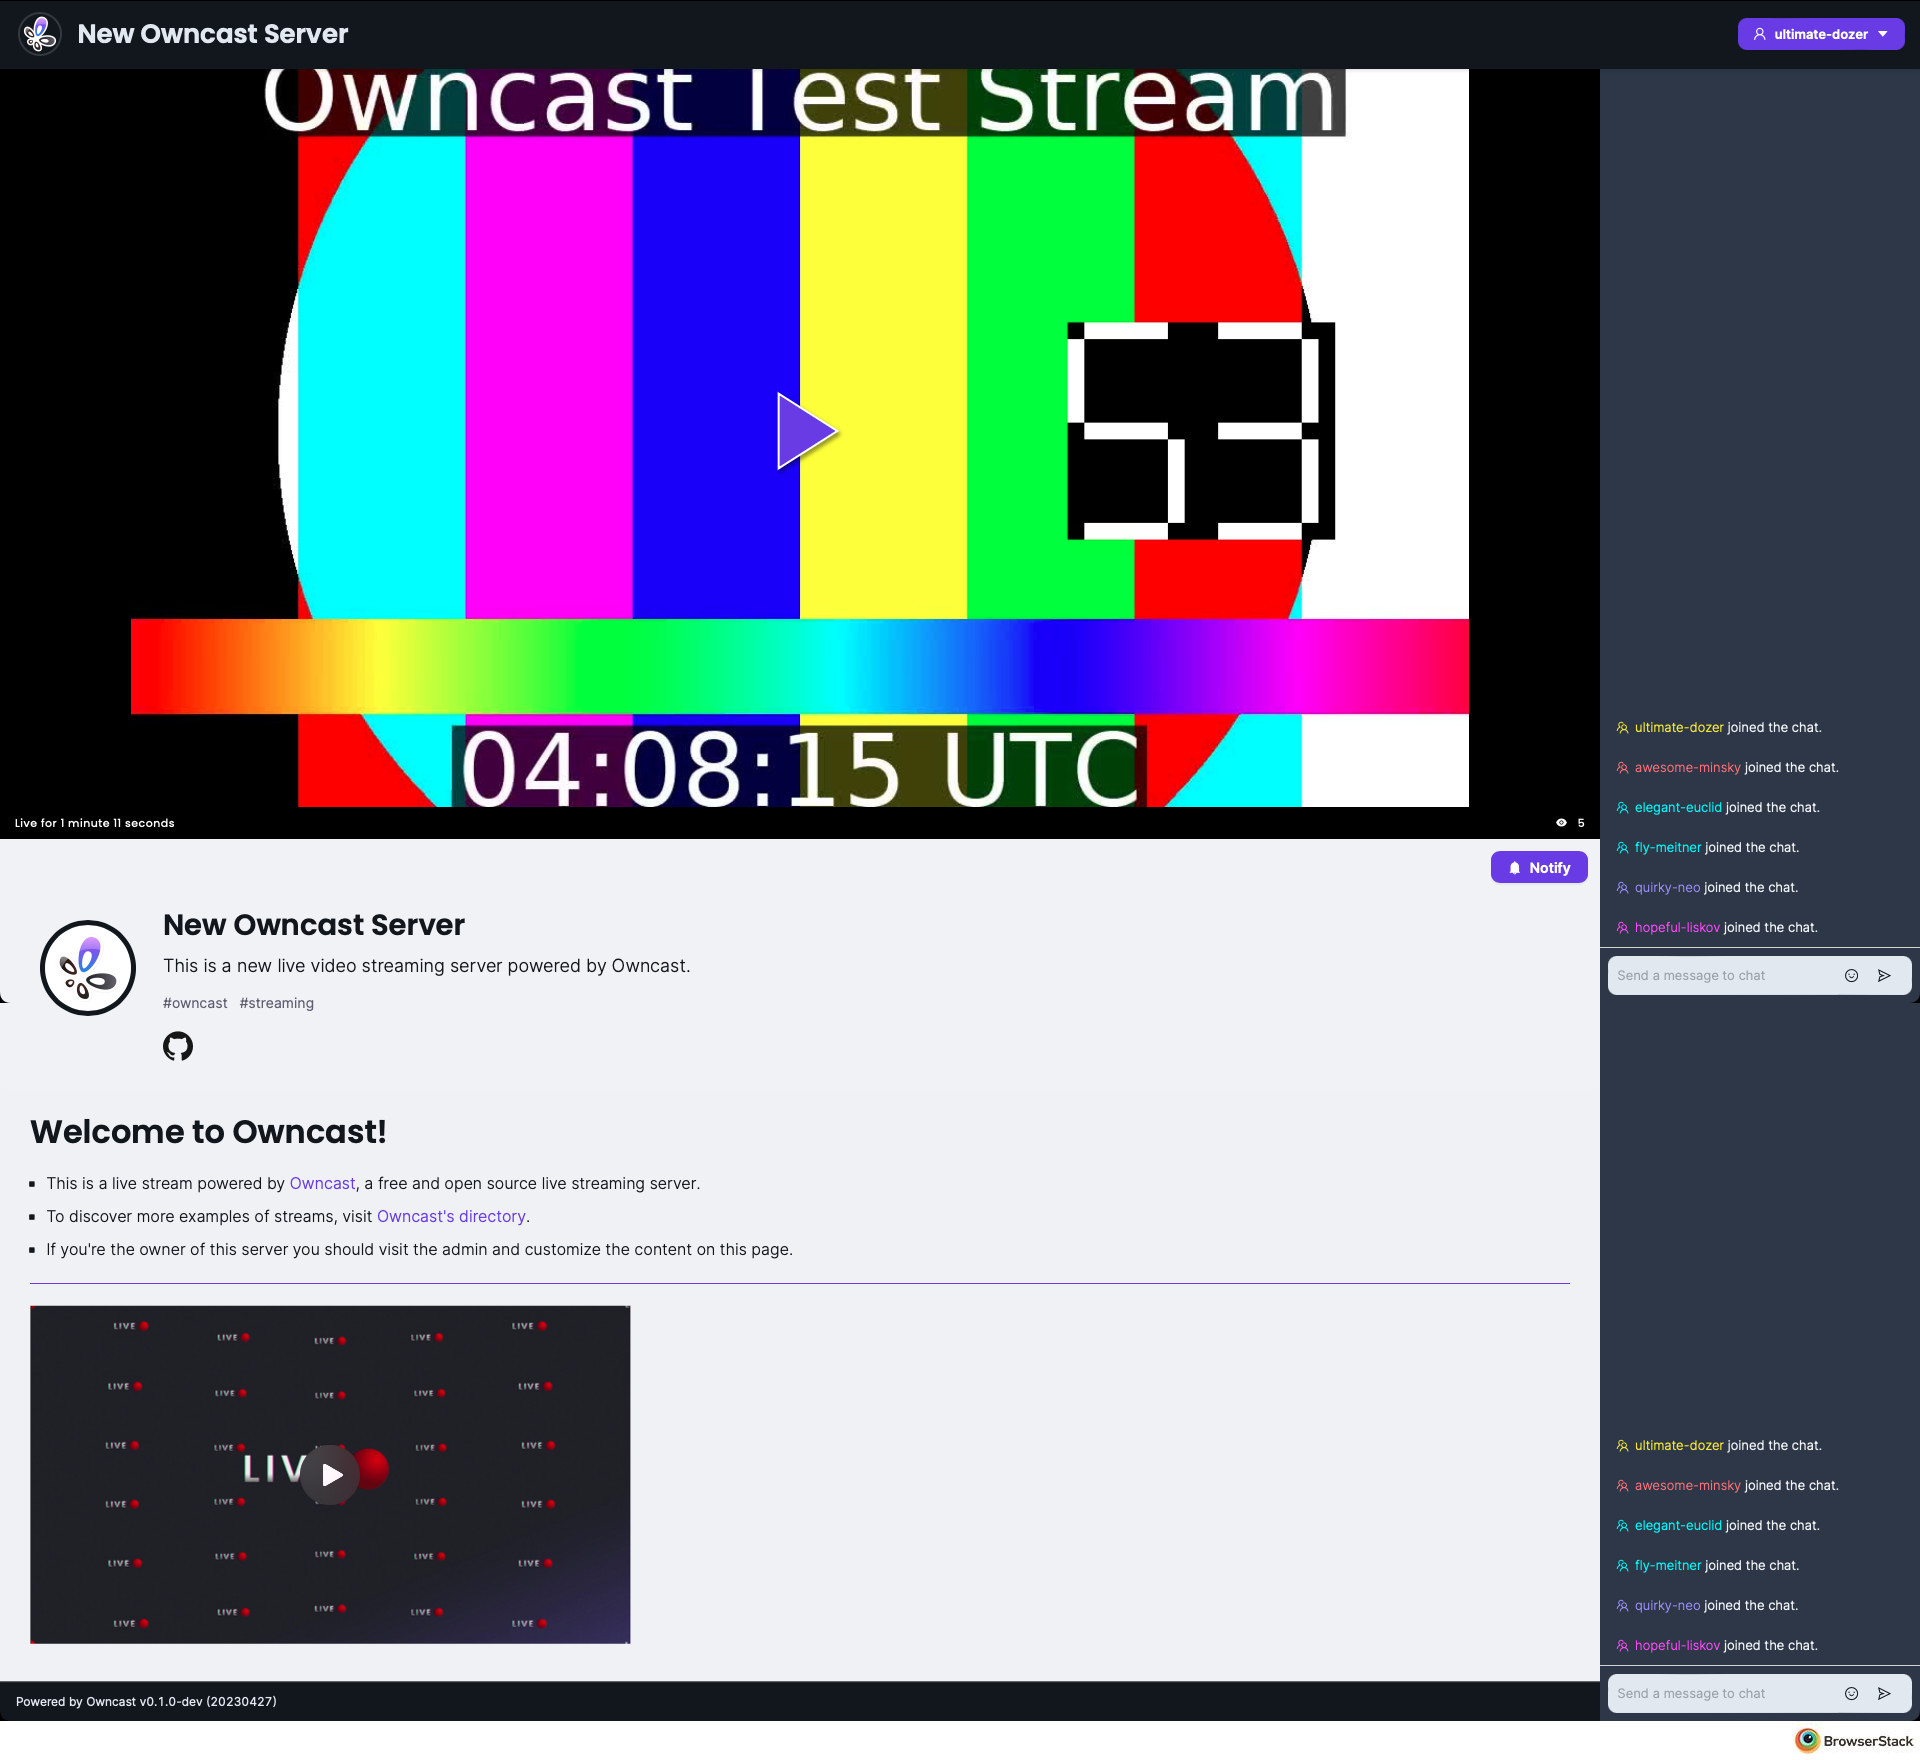 New Owncast Server
ultimate-dozer
Owncast Test Stream
53
04:08:15 UTC
Live for 1 minute 11 seconds
5
ultimate-dozer joined the chat.
awesome-minsky joined the chat.
elegant-euclid joined the chat.
fly-meitner joined the chat.
quirky-neo joined the chat.
hopeful-liskov joined the chat.
Send a message to chat
Notify
New Owncast Server
This is a new live video streaming server powered by Owncast.
#owncast #streaming
Welcome to Owncast!
This is a live stream powered by Owncast, a free and open source live streaming server.
To discover more examples of streams, visit Owncast's directory.
If you're the owner of this server you should visit the admin and customize the content on this page.
LIVE LIVE LIVE LIVE LIVE
LIVE LIVE LIVE LIVE LIVE
LIVE LIVE LIVE LIVE
LIV
LIVE LIVE LIVE LIVE
LIVE LIVE LIVE LIVE LIVE
LIVE LIVE LIVE LIVE LIVE
ultimate-dozer joined the chat.
awesome-minsky joined the chat.
elegant-euclid joined the chat.
fly-meitner joined the chat.
quirky-neo joined the chat.
hopeful-liskov joined the chat.
Send a message to chat
Powered by Owncast v0.1.0-dev (20230427)
BrowserStack